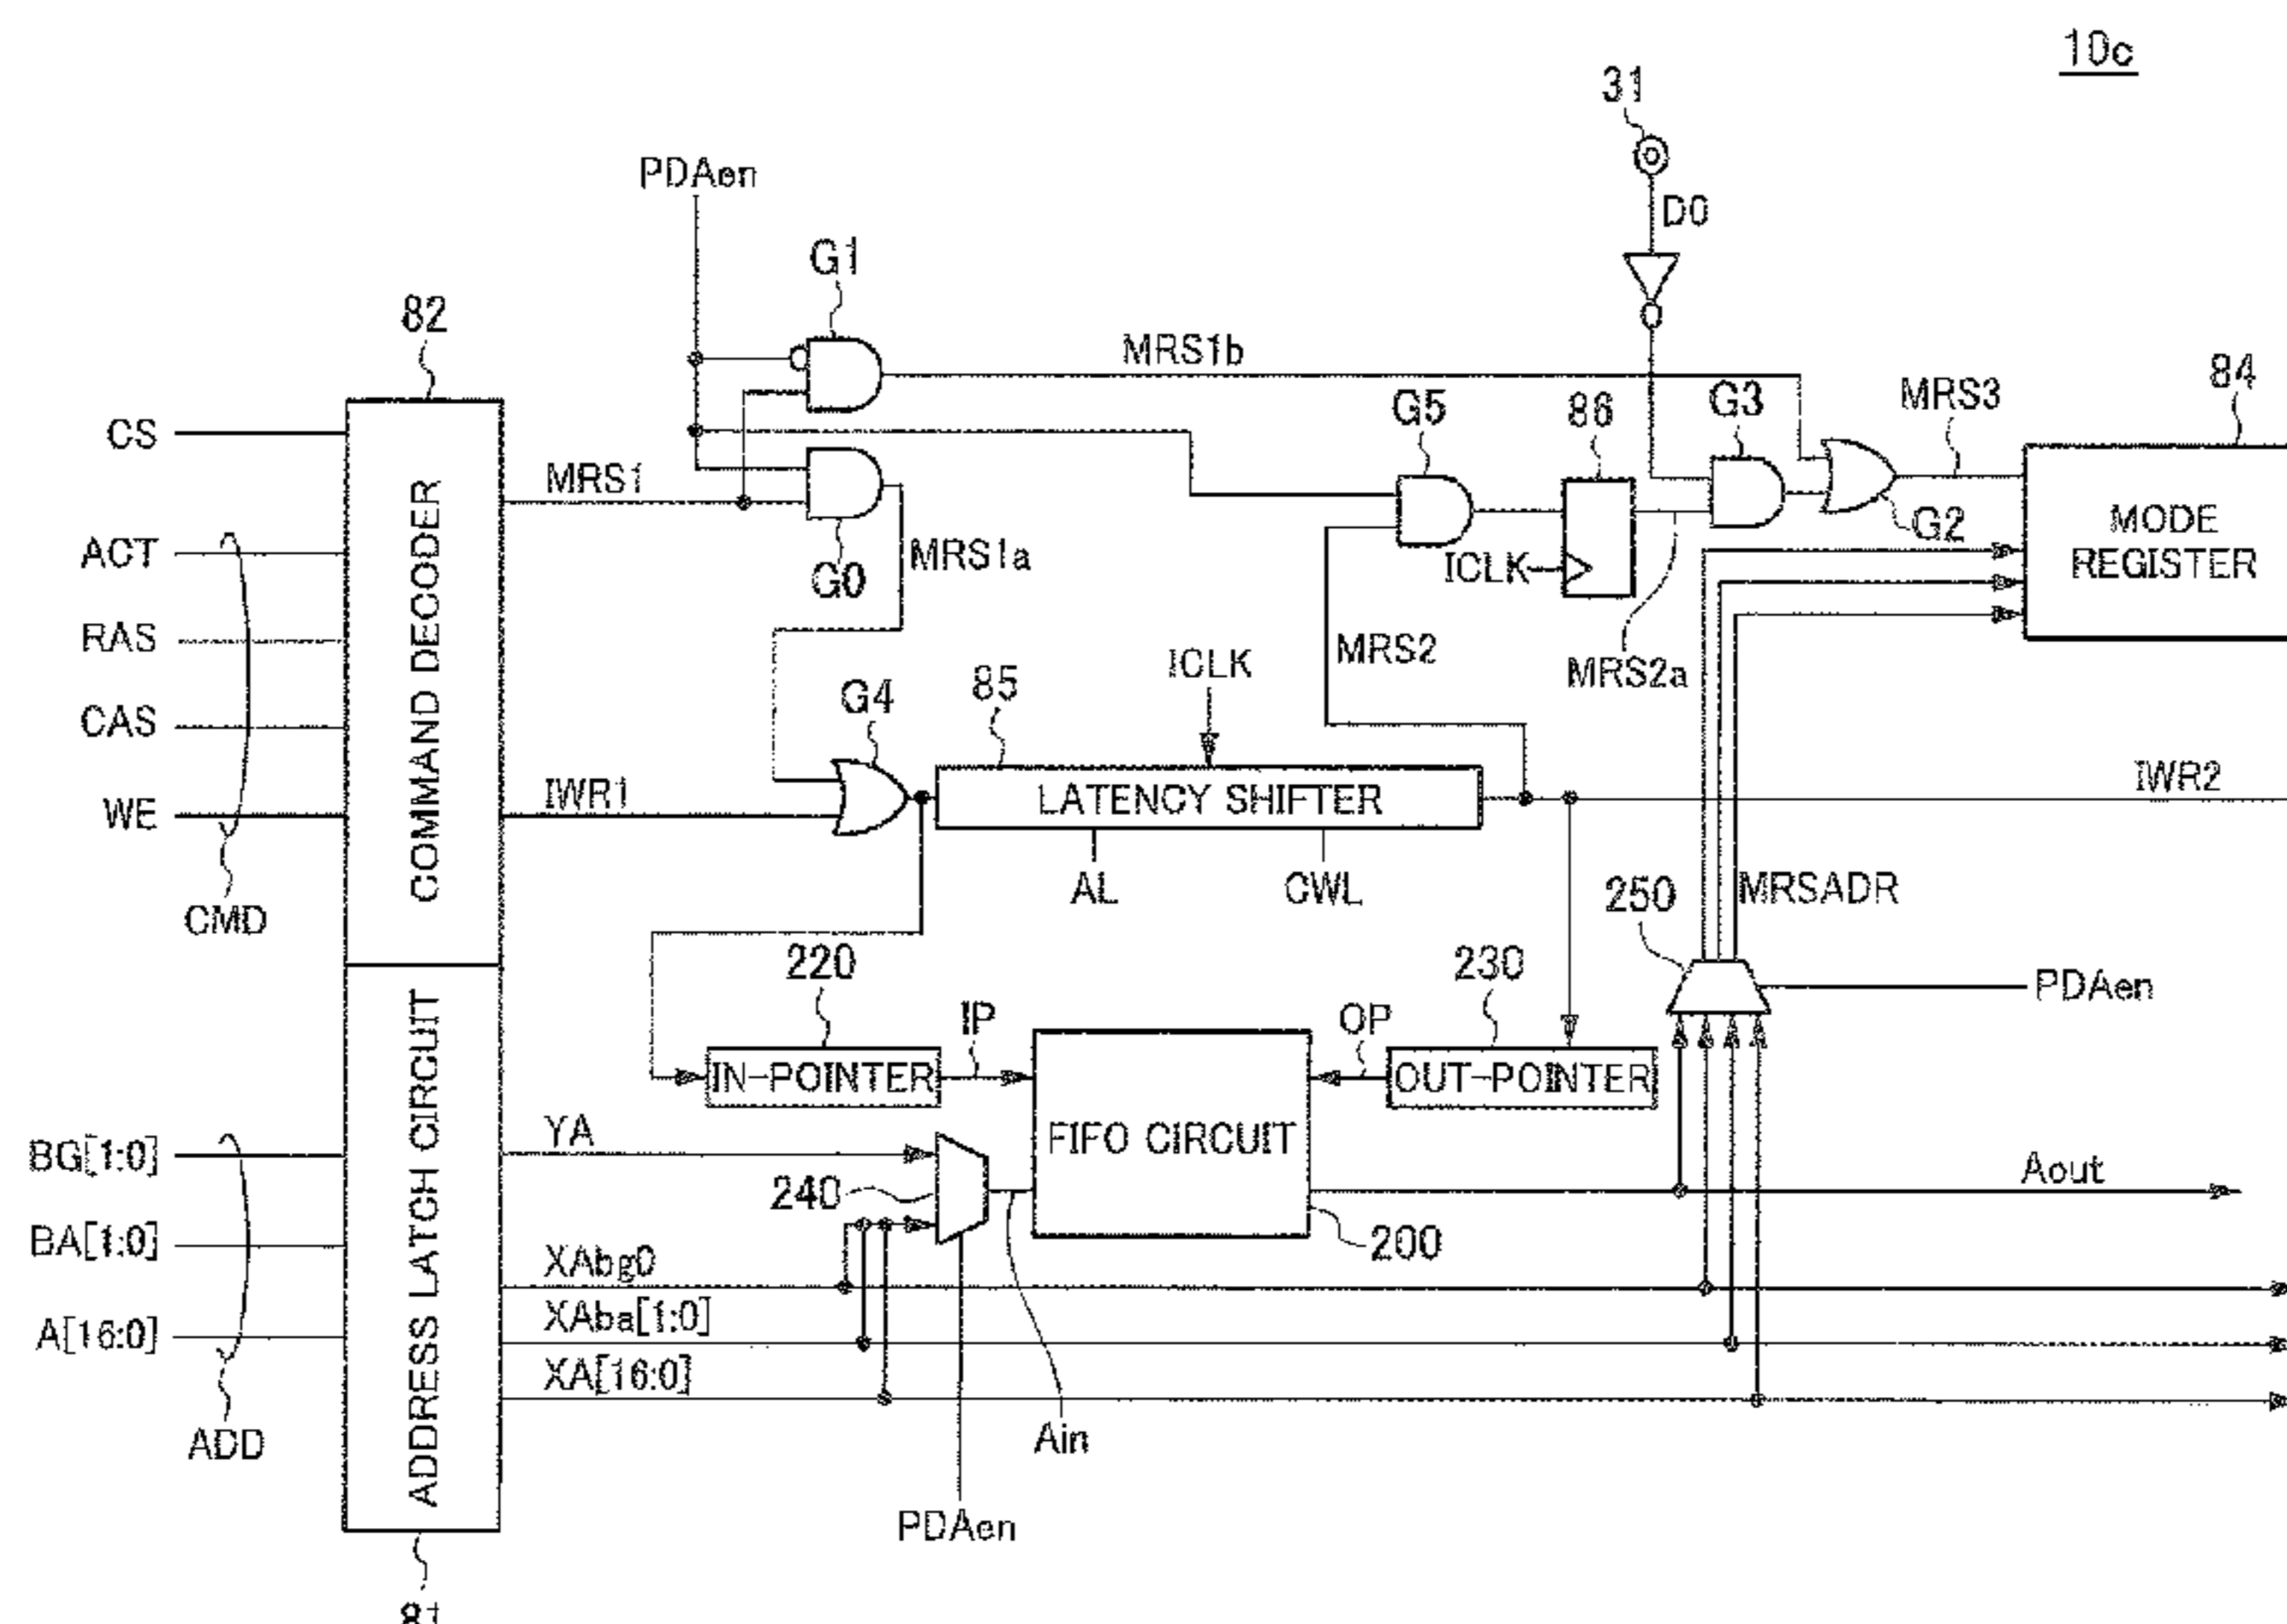 10c
31
PDAen
D0
G1
82
MRS1b
84
MRS3
G3
86
G5
CS
MRS1
MODE
REGISTER
G2
ACT
COMMAND DECODER
MRS1a
ICLK
G0
RAS
MRS2
MRS2a
ICLK
85
G4
CAS
IWR1
LATENCY SHIFTER
IWR2
WE
AL
CWL
250
MRSADR
CMD
220
230
PDAen
IP
OP
IN-POINTER
OUT-POINTER
ADDRESS LATCH CIRCUIT
YA
FIFO CIRCUIT
BG[1:0]
Aout
240
BA[1:0]
200
XAbg0
XAba[1:0]
A[16:0]
XA[16:0]
ADD
Ain
PDAen
81